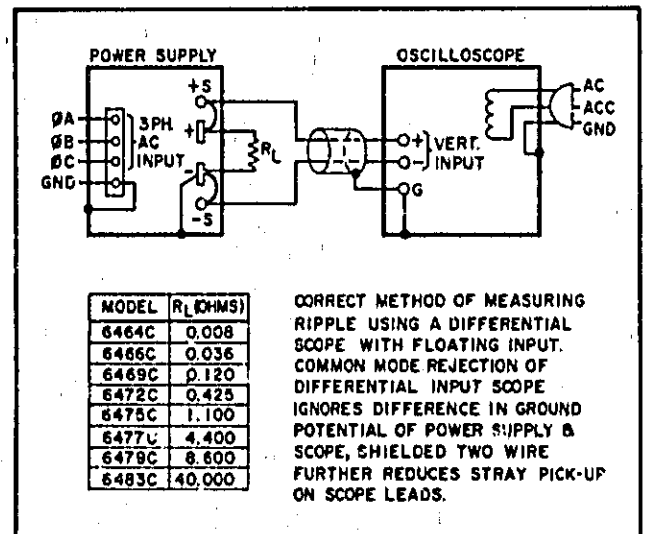 POWER SUPPLY
OSCILLOSCOPE
+S
ØA
ØB
ØC
GND
3PH.
AC
INPUT
+
-
-S
RL
+
-
G
VERT.
INPUT
AC
ACC
GND
MODEL RL(OHMS)
6464C 0.008
6466C 0.036
6469C 0.120
6472C 0.425
6475C 1.100
6477C 4.400
6479C 8.600
6483C 40.000
CORRECT METHOD OF MEASURING
RIPPLE USING A DIFFERENTIAL
SCOPE WITH FLOATING INPUT.
COMMON MODE REJECTION OF
DIFFERENTIAL INPUT SCOPE
IGNORES DIFFERENCE IN GROUND
POTENTIAL OF POWER SUPPLY &
SCOPE, SHIELDED TWO WIRE
FURTHER REDUCES STRAY PICK-UP
ON SCOPE LEADS.